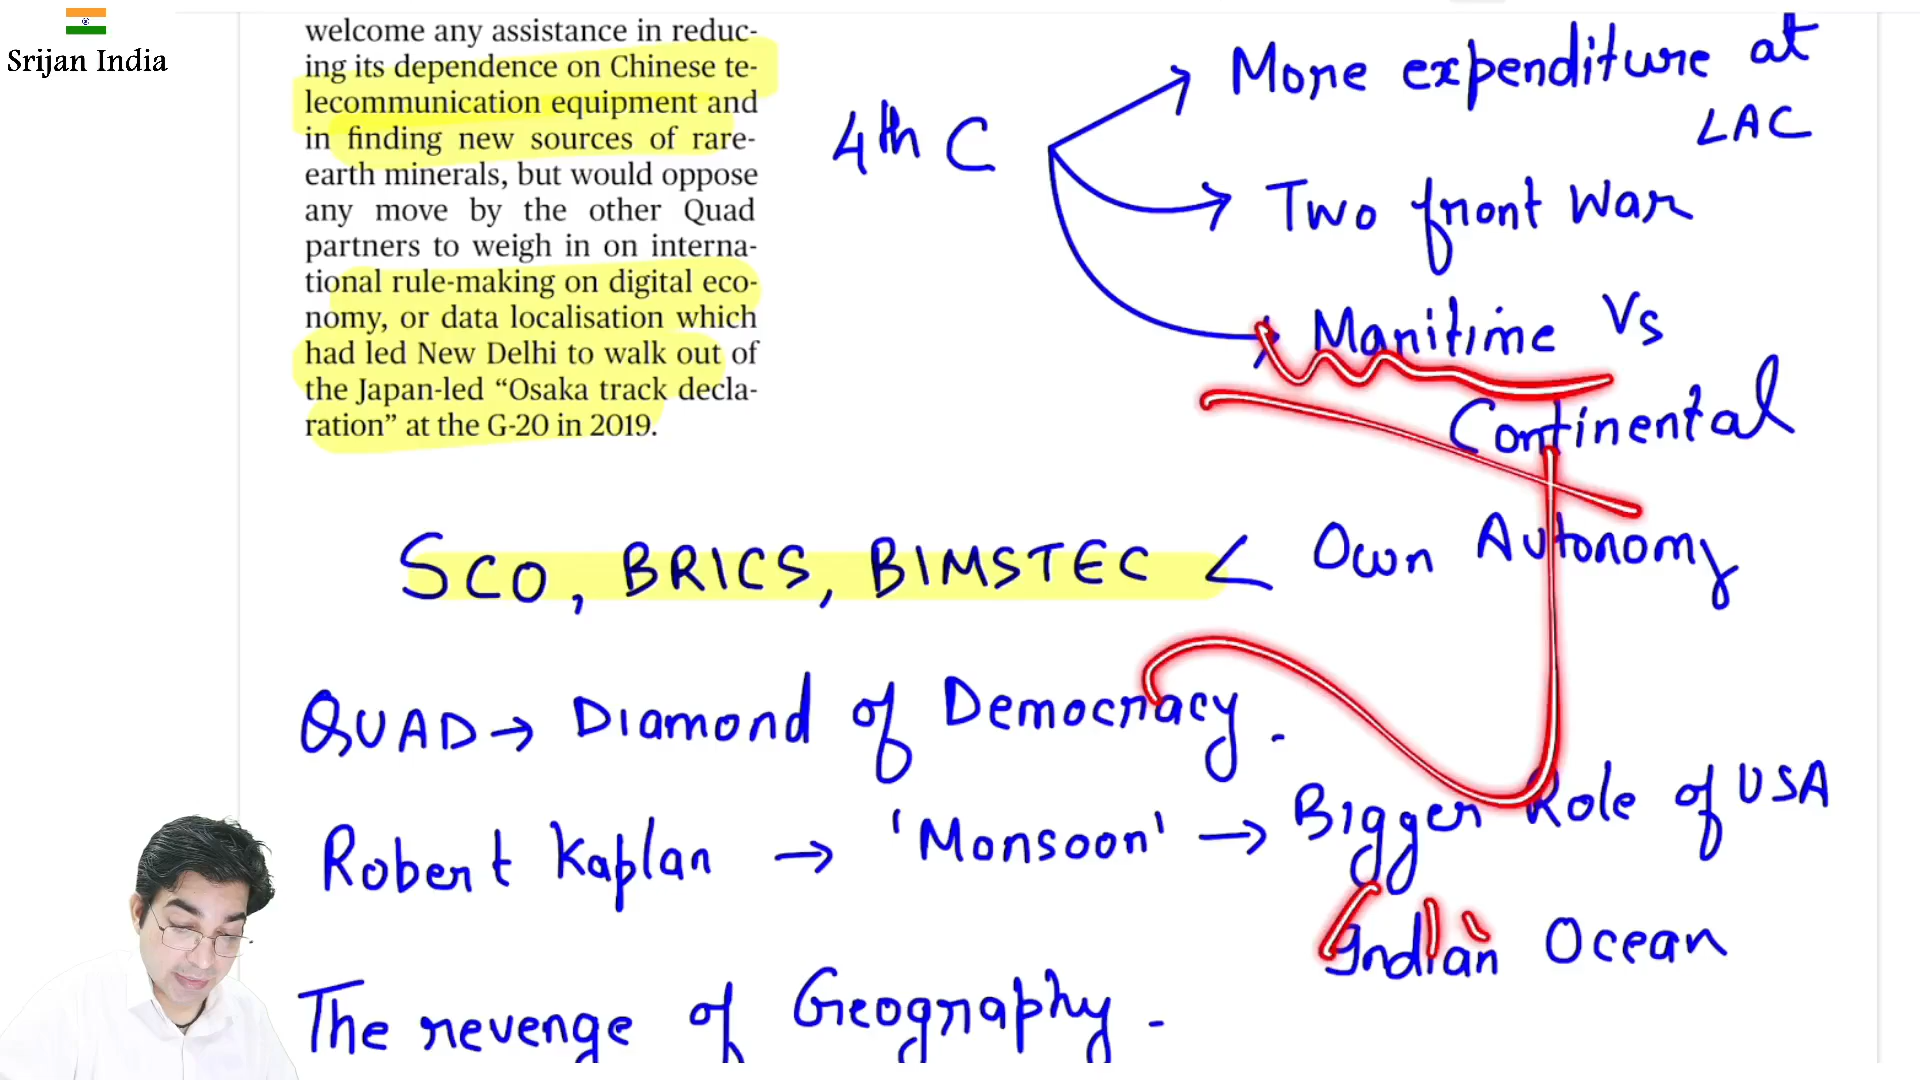 Srijan India
welcome any assistance in reduc-
ing its dependence on Chinese te-
lecommunication equipment and
in finding new sources of rare-
earth minerals, but would oppose
any move by the other Quad
partners to weigh in on interna-
tional rule-making on digital eco-
nomy, or data localisation which
had led New Delhi to walk out of
the Japan-led “Osaka track decla-
ration” at the G-20 in 2019.
4th C
→ More expenditure at
LAC
→ Two front War
→ Maritime Vs
Continental
SCO, BRICS, BIMSTEC < Own Autonomy
QUAD → Diamond of Democracy.
Robert Kaplan → 'Monsoon' → Bigger Role of USA
Indian Ocean
The revenge of Geography.